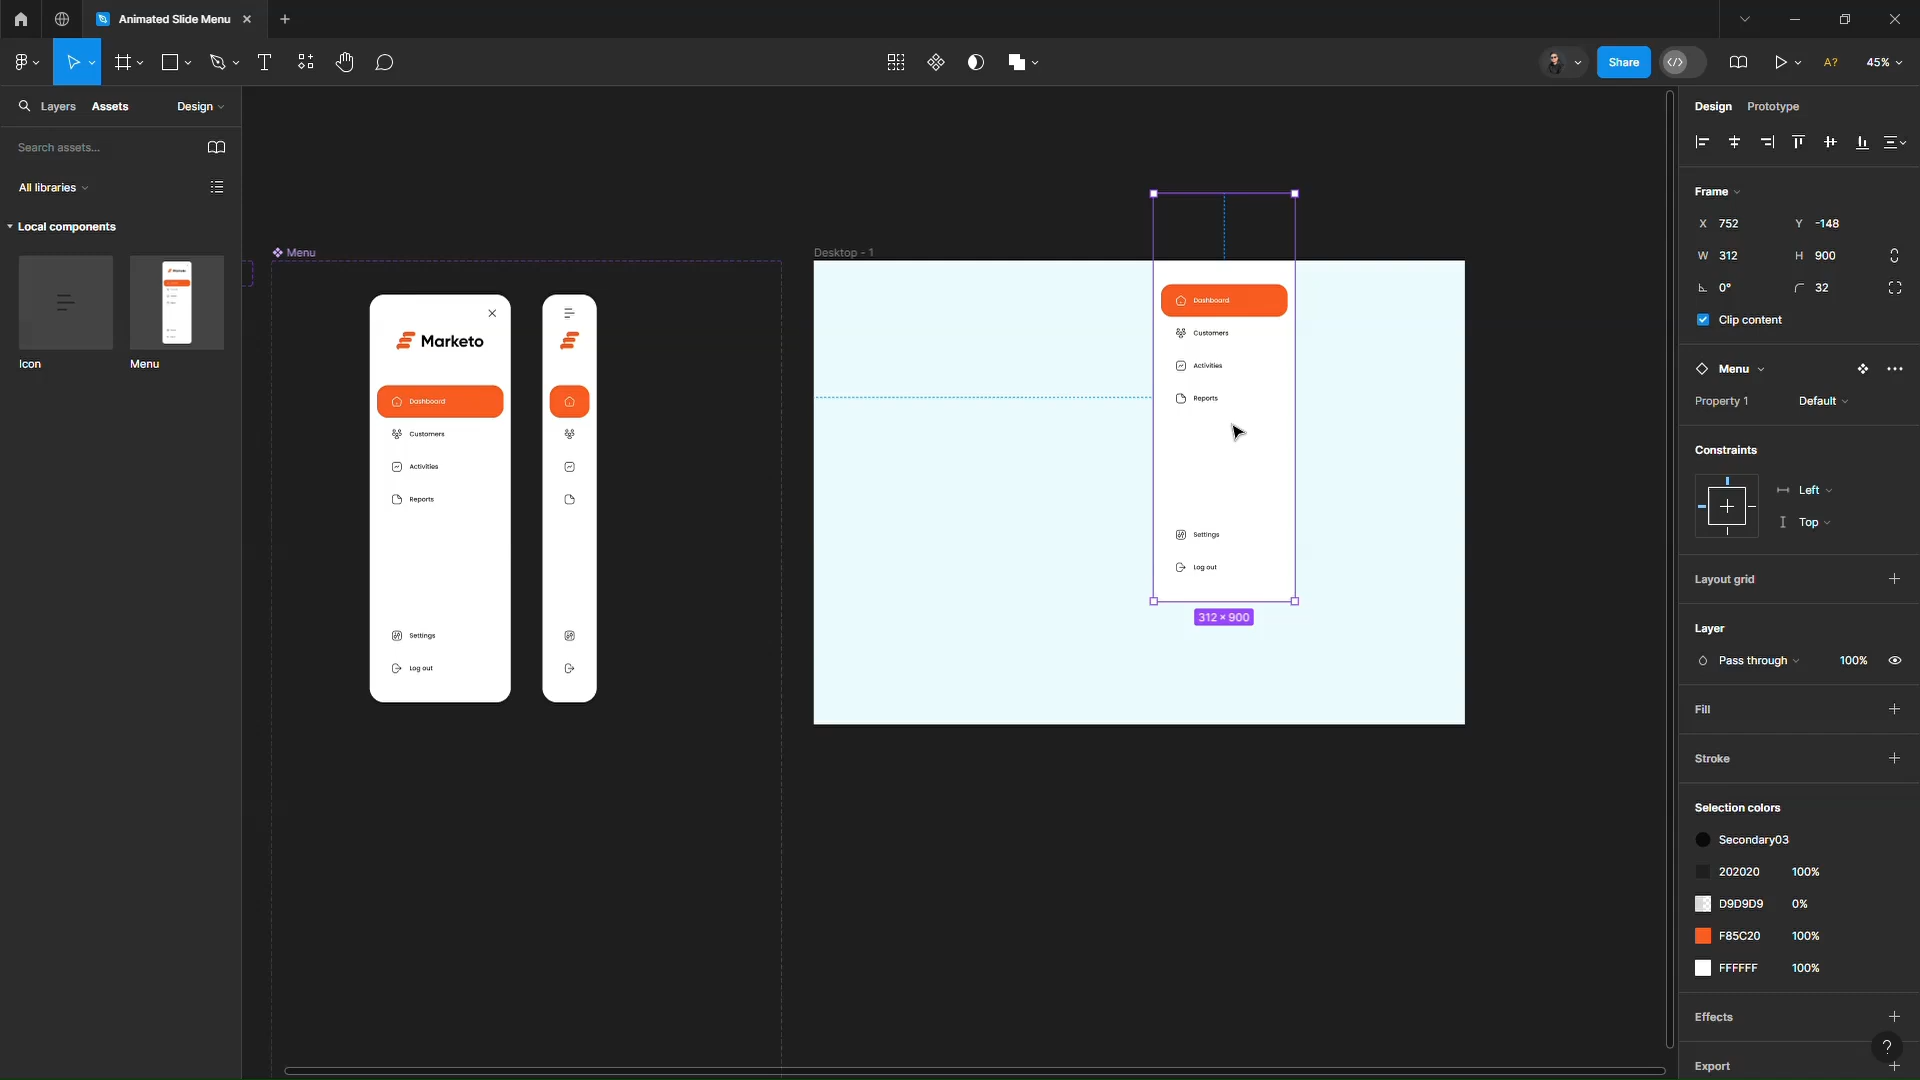 Animated Slide Menu
Share
A?
45%
Layers
Assets
Design
Search assets...
All libraries
Local components
Marketo
Icon
Menu
Menu
Marketo
Dashboard
Customers
Activities
Reports
Settings
Log out
Desktop - 1
Dashboard
Customers
Activities
Reports
Settings
Log out
312 × 900
Design
Prototype
Frame
X 752 Y -148
W 312 H 900
0° 32
Clip content
Menu
Property 1 Default
Constraints
Left
Top
Layout grid
Layer
Pass through 100%
Fill
Stroke
Selection colors
Secondary03
202020 100%
D9D9D9 0%
F85C20 100%
FFFFFF 100%
Effects
?
Export